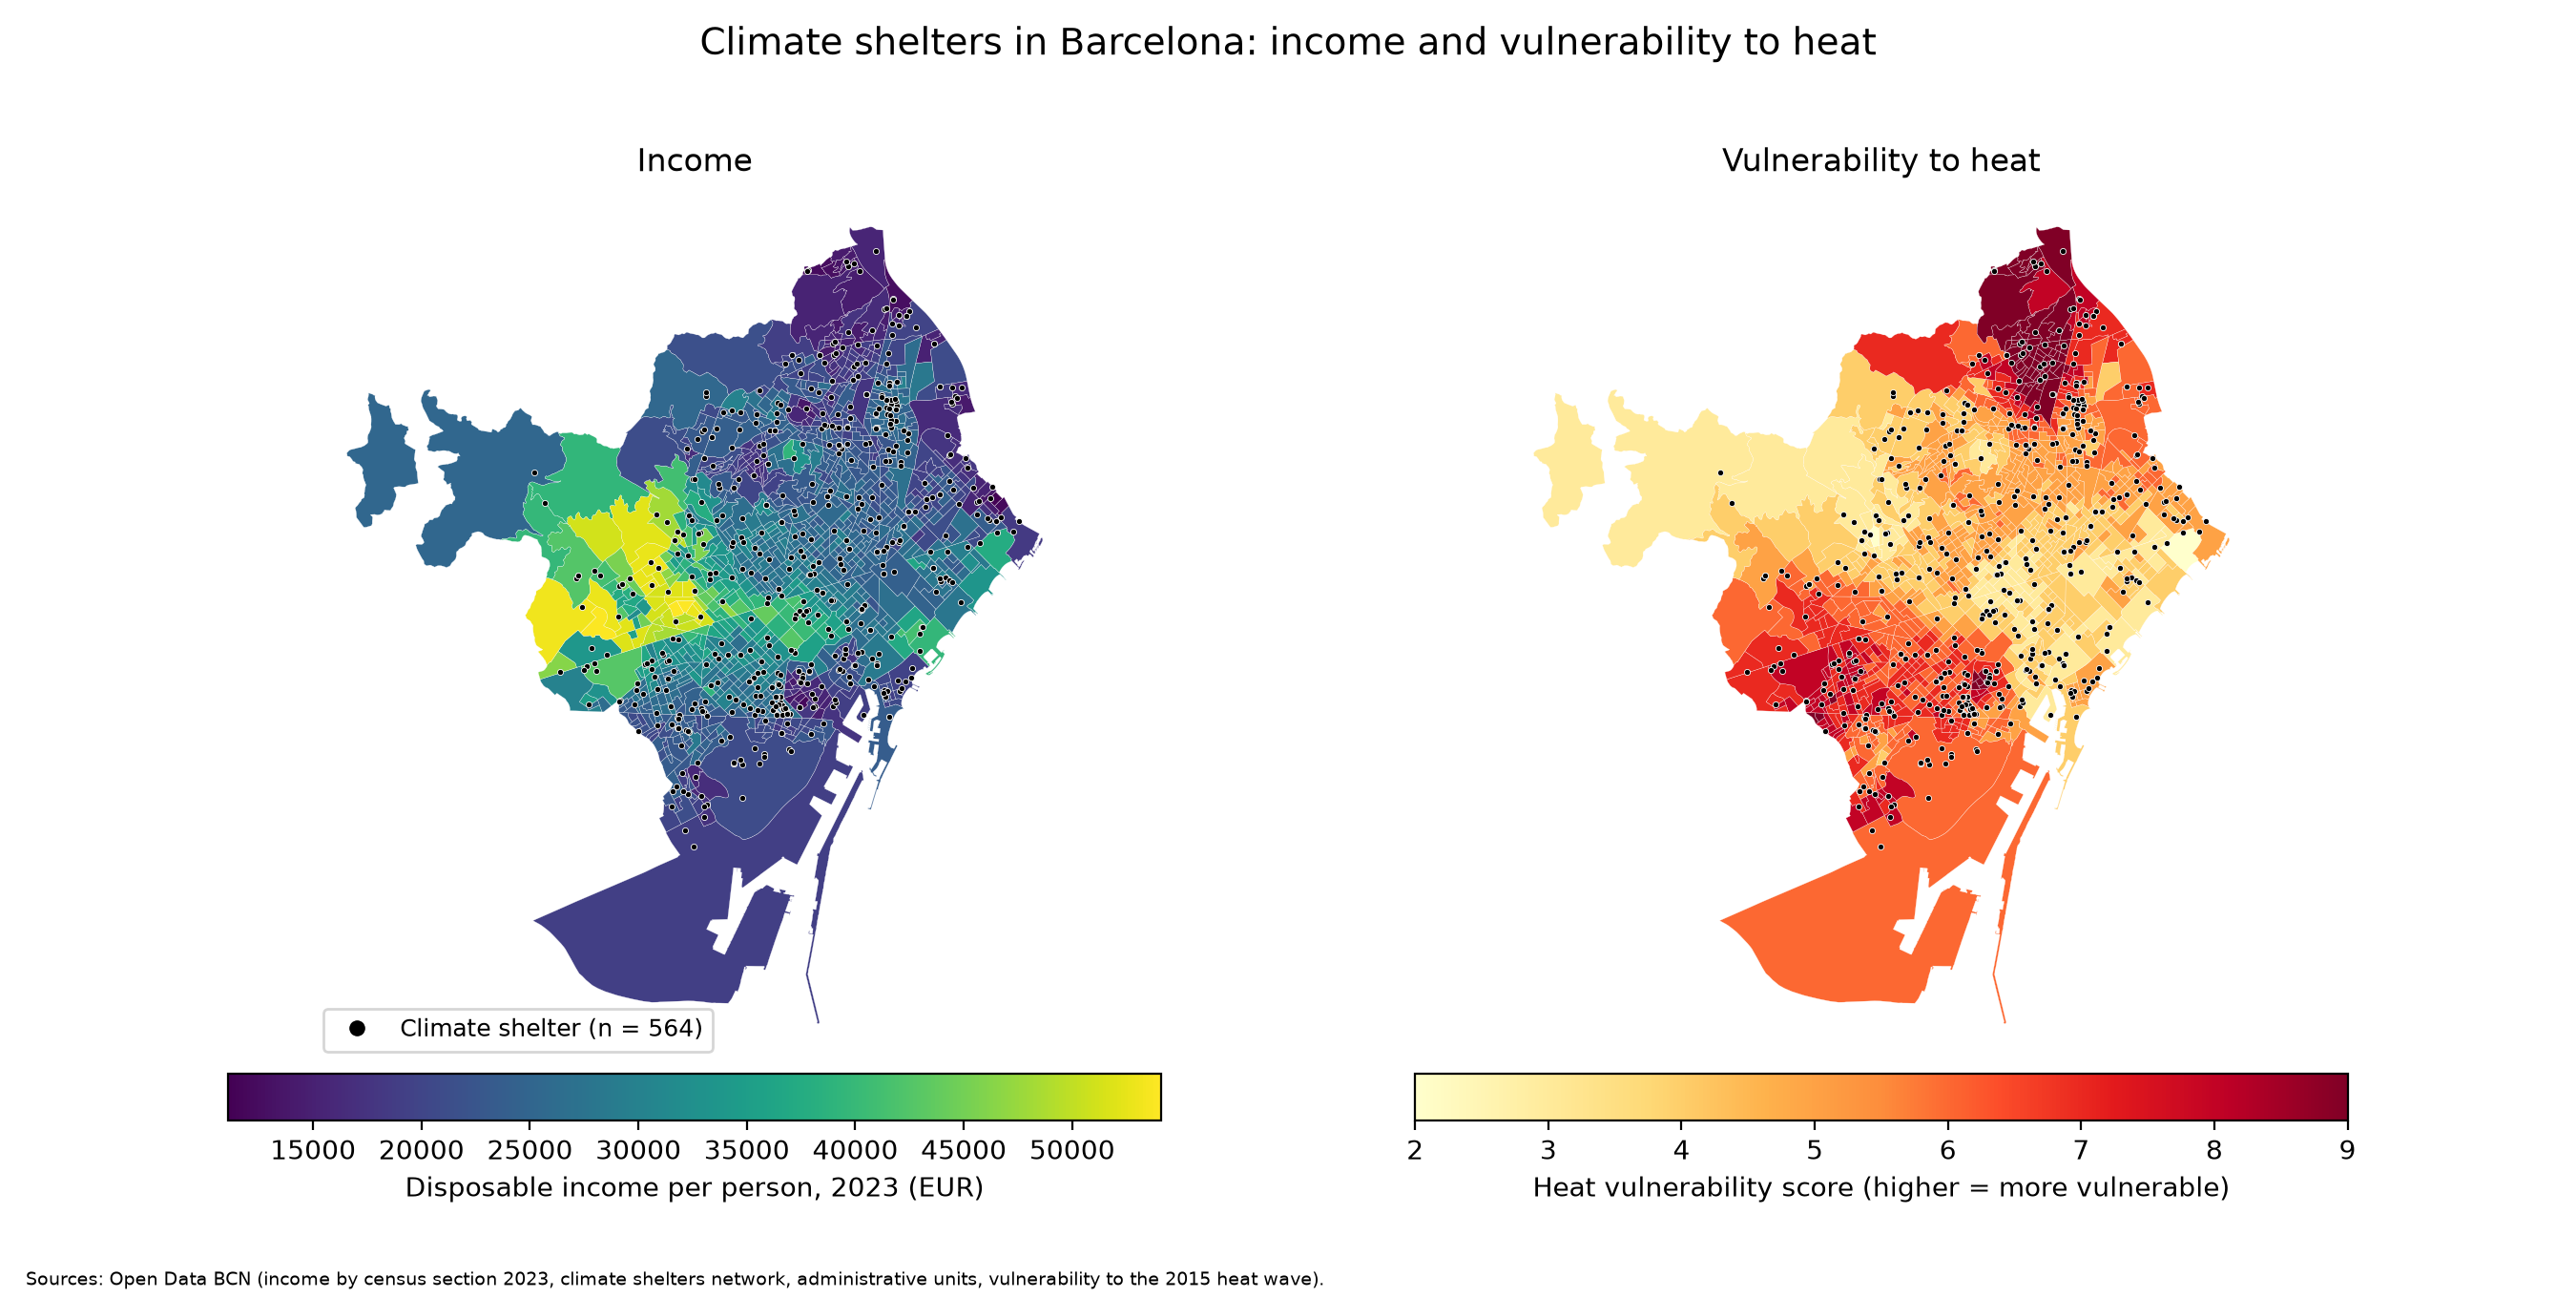 Climate shelters in Barcelona: income and vulnerability to heat
Income
Vulnerability to heat
Climate shelter (n = 564)
15000 20000 25000 30000 35000 40000 45000 50000
Disposable income per person, 2023 (EUR)
2 3 4 5 6 7 8 9
Heat vulnerability score (higher = more vulnerable)
Sources: Open Data BCN (income by census section 2023, climate shelters network, administrative units, vulnerability to the 2015 heat wave).